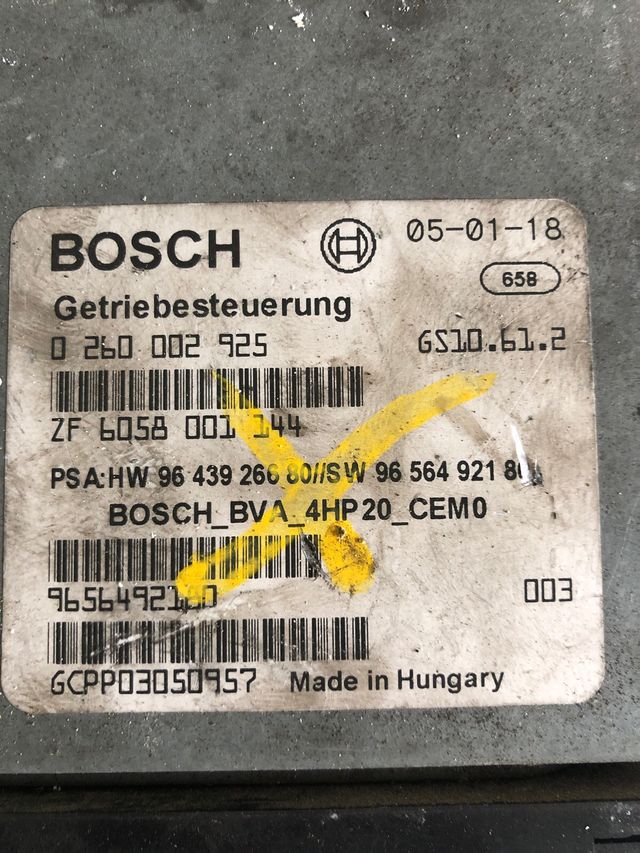 BOSCH 05-01-18
658
Getriebesteuerung
0 260 002 925 GS10.61.2
ZF 6058 001 144
PSA:HW 96 439 266 80//SW 96 564 921 80
BOSCH_BVA_4HP20_CEM0
9656492180 003
GCPP03050957 Made in Hungary